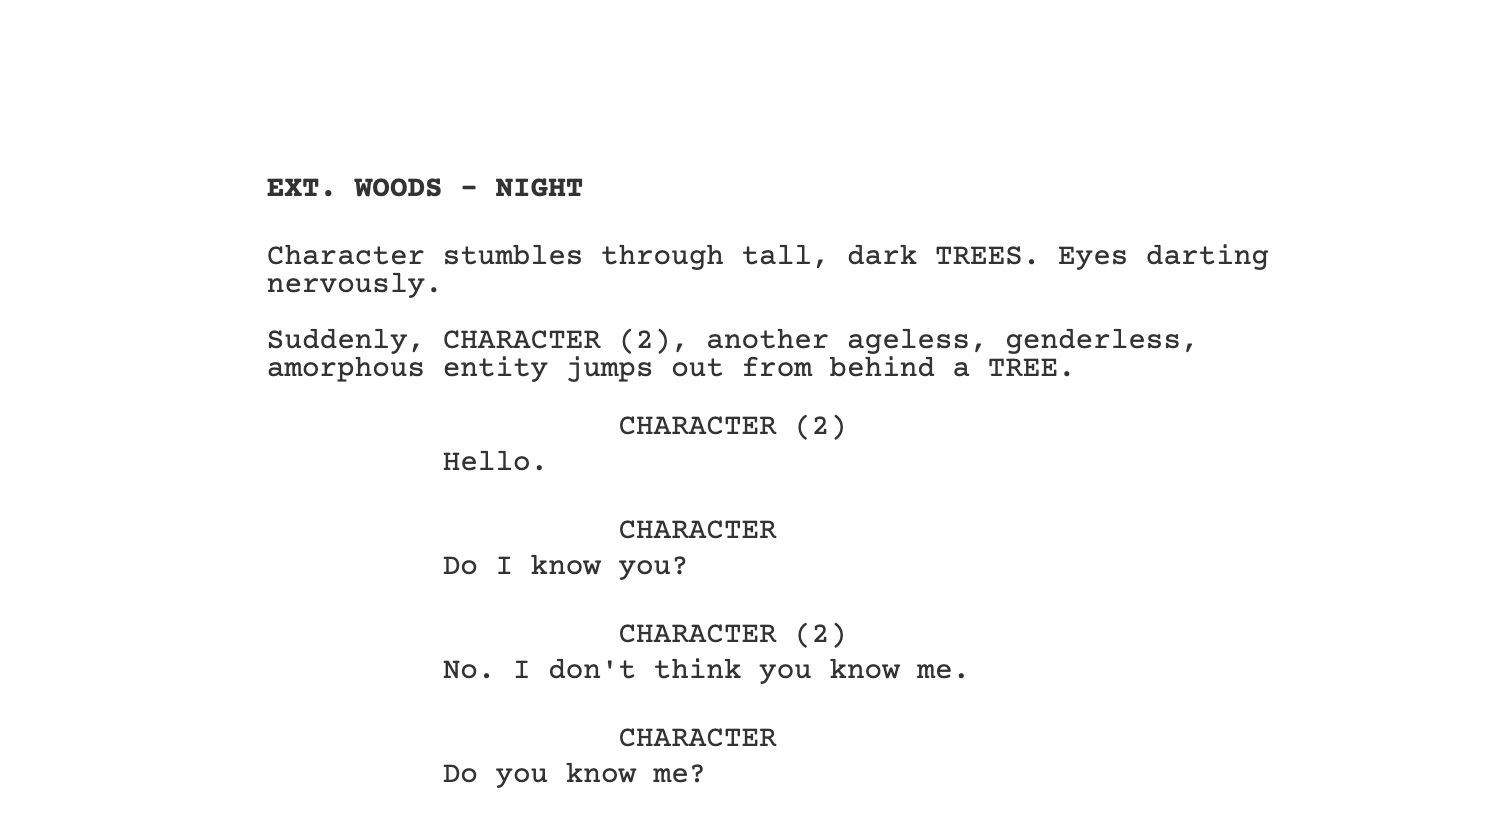 EXT. WOODS - NIGHT
Character stumbles through tall, dark TREES. Eyes darting
nervously.
Suddenly, CHARACTER (2), another ageless, genderless,
amorphous entity jumps out from behind a TREE.
CHARACTER (2)
Hello.
CHARACTER
Do I know you?
CHARACTER (2)
No. I don't think you know me.
CHARACTER
Do you know me?